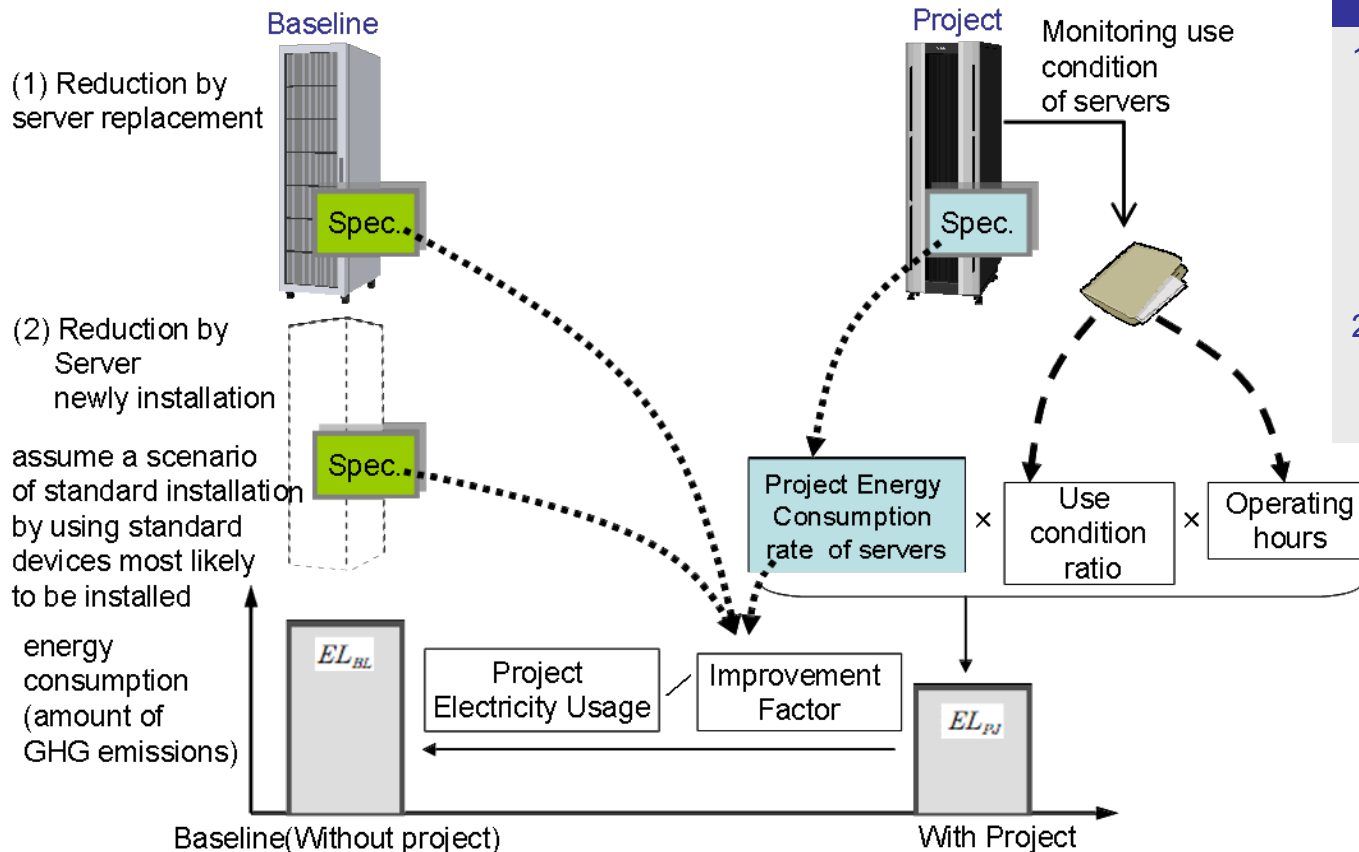 Baseline
Project
Monitoring use
condition
of servers
(1) Reduction by
server replacement
Spec.
Spec.
(2) Reduction by
Server
newly installation
Spec.
assume a scenario
of standard installation
by using standard
devices most likely
to be installed
Project Energy
Consumption
rate of servers
×
Use
condition
ratio
×
Operating
hours
energy
consumption
(amount of
GHG emissions)
EL_BL
Project
Electricity Usage
/
Improvement
Factor
EL_PJ
Baseline(Without project)
With Project
1
2